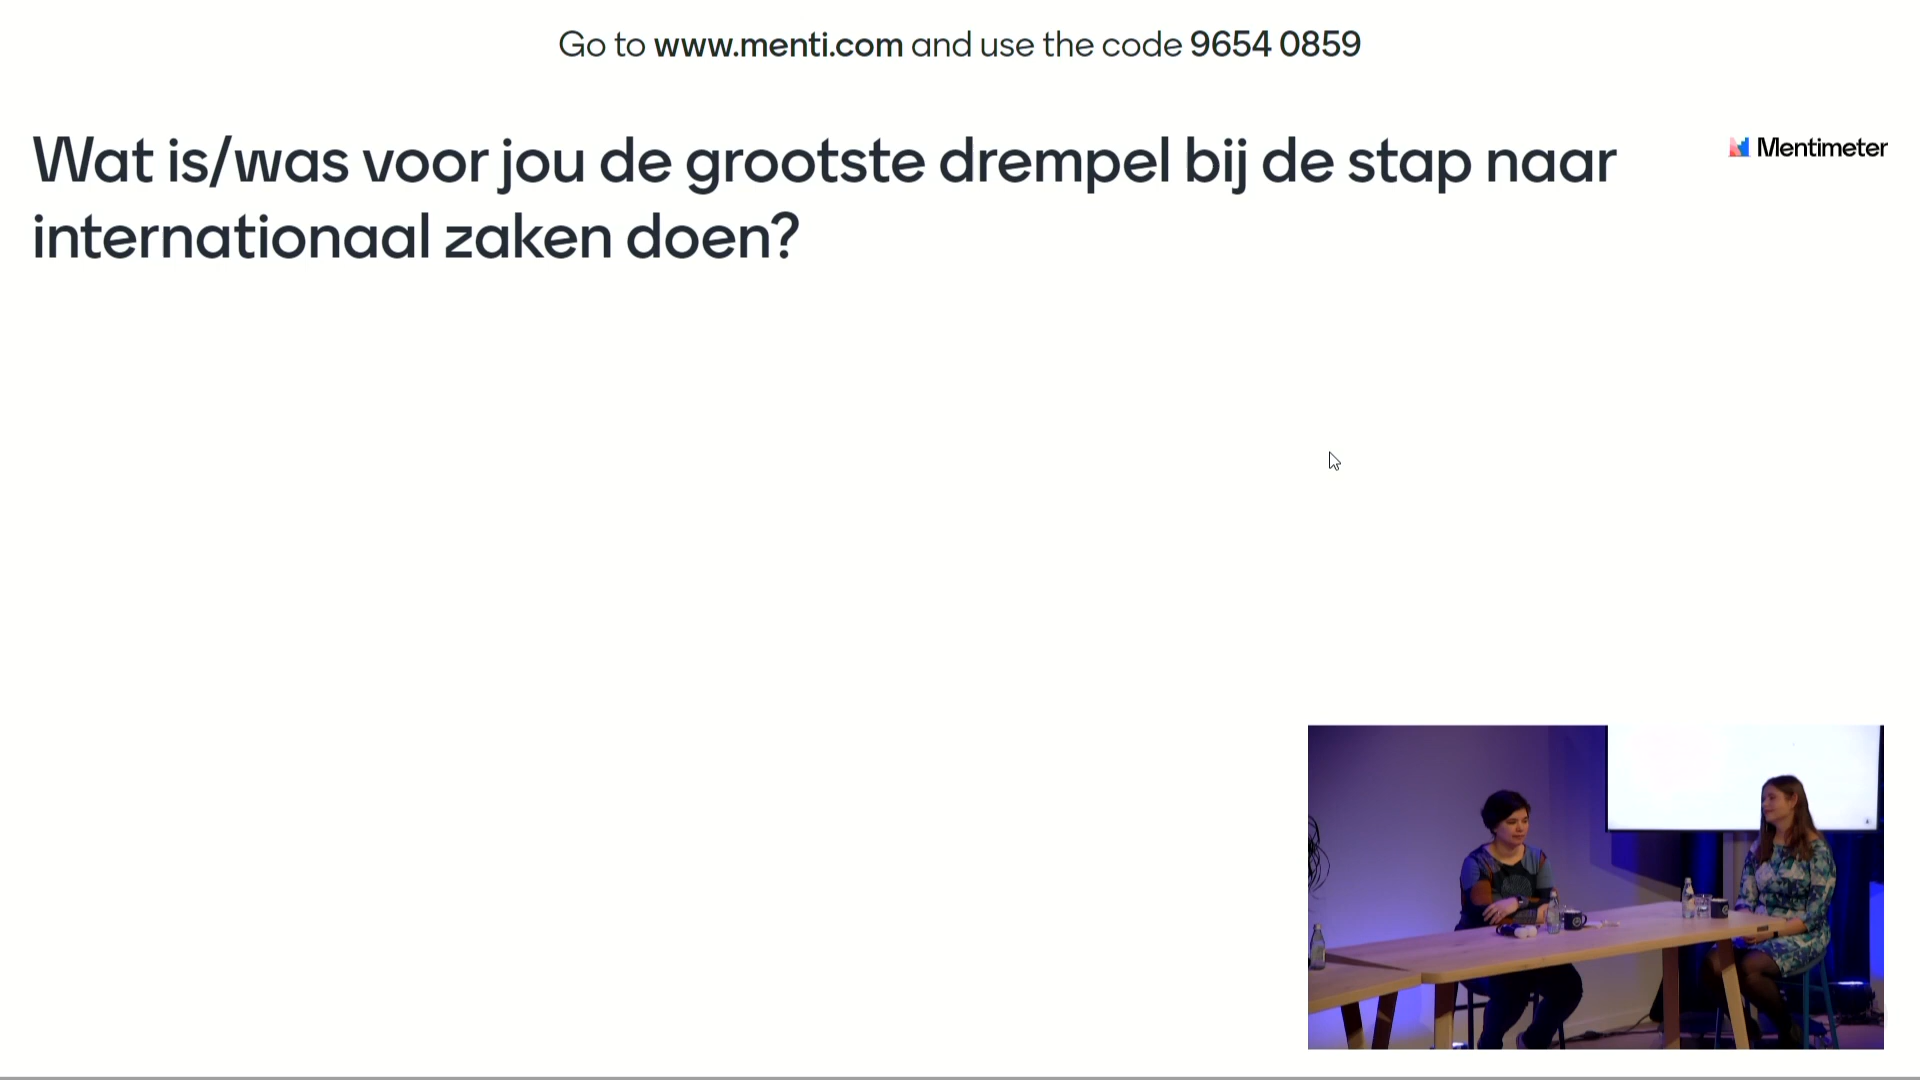 Go to www.menti.com and use the code 9654 0859
Wat is/was voor jou de grootste drempel bij de stap naar
internationaal zaken doen?
Mentimeter